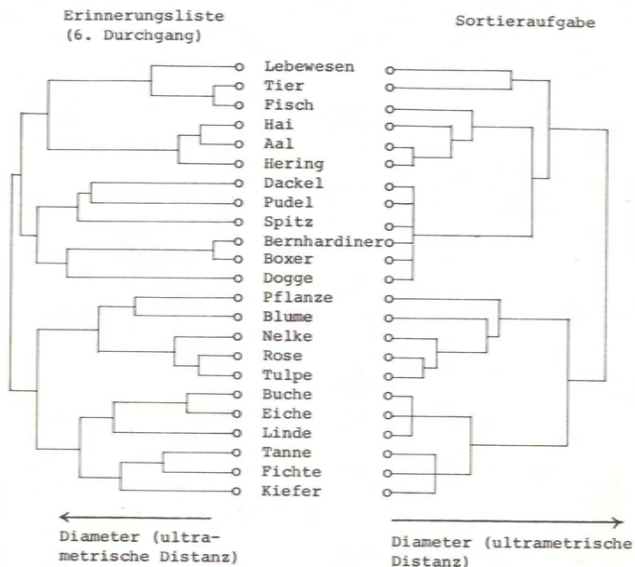 Erinnerungsliste
(6. Durchgang)
Sortieraufgabe
Lebewesen
Tier
Fisch
Hai
Aal
Hering
Dackel
Pudel
Spitz
Bernhardiner
Boxer
Dogge
Pflanze
Blume
Nelke
Rose
Tulpe
Buche
Eiche
Linde
Tanne
Fichte
Kiefer
Diameter (ultra-
metrische Distanz)
Diameter (ultrametrische
Distanz)